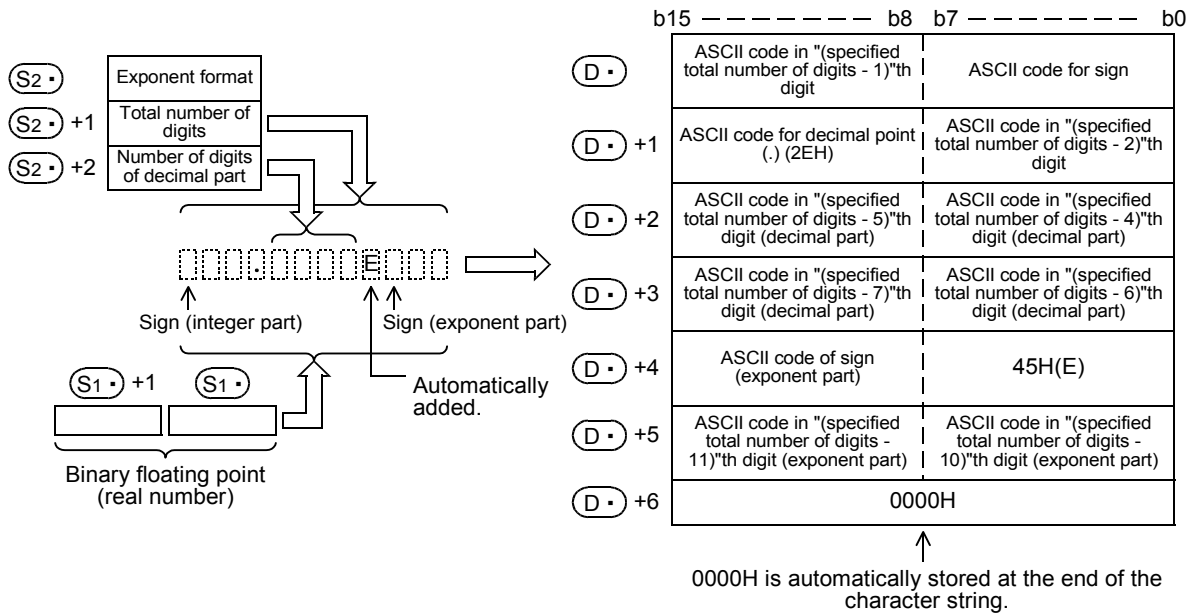 S2・
Exponent format
S2・ +1
Total number of
digits
S2・ +2
Number of digits
of decimal part
.
E
Sign (integer part)
Sign (exponent part)
Automatically
added.
S1・ +1
S1・
Binary floating point
(real number)
b15 — — — — — — — b8 b7 — — — — — — — b0
D・
ASCII code in "(specified
total number of digits - 1)"th
digit
ASCII code for sign
D・ +1
ASCII code for decimal point
(.) (2EH)
ASCII code in "(specified
total number of digits - 2)"th
digit
D・ +2
ASCII code in "(specified
total number of digits - 5)"th
digit (decimal part)
ASCII code in "(specified
total number of digits - 4)"th
digit (decimal part)
D・ +3
ASCII code in "(specified
total number of digits - 7)"th
digit (decimal part)
ASCII code in "(specified
total number of digits - 6)"th
digit (decimal part)
D・ +4
ASCII code of sign
(exponent part)
45H(E)
D・ +5
ASCII code in "(specified
total number of digits -
11)"th digit (exponent part)
ASCII code in "(specified
total number of digits -
10)"th digit (exponent part)
D・ +6
0000H
0000H is automatically stored at the end of the
character string.